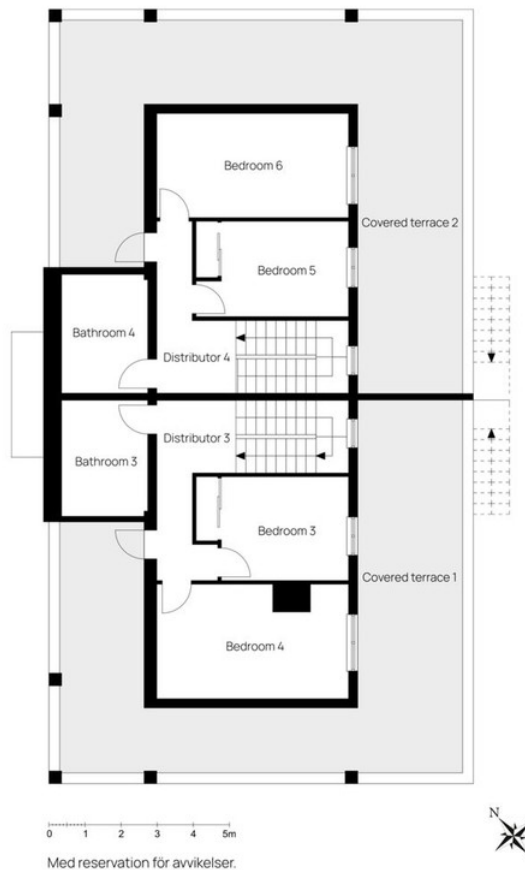 Bedroom 6
Covered terrace 2
Bedroom 5
Bathroom 4
Distributor 4
Distributor 3
Bathroom 3
Bedroom 3
Covered terrace 1
Bedroom 4
0 1 2 3 4 5m
N
Med reservation för avvikelser.